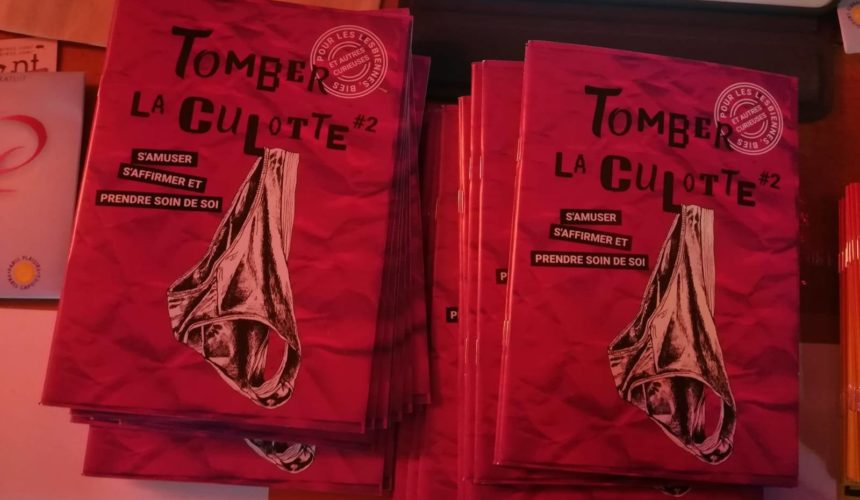 TOMBER
LA CULOTTE #2
POUR LES LESBIENNES, BIES
ET AUTRES
CURIEUSES
S'AMUSER
S'AFFIRMER ET
PRENDRE SOIN DE SOI
TOMBER
LA CULOTTE #2
POUR LES LESBIENNES, BIES
ET AUTRES
CURIEUSES
S'AMUSER
S'AFFIRMER ET
PRENDRE SOIN DE SOI